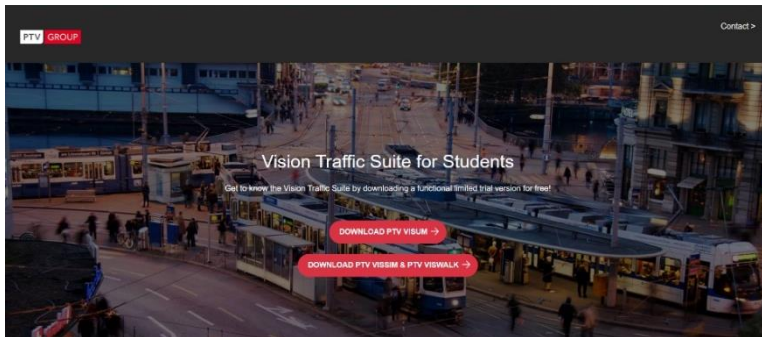 Contact >
PTV GROUP
Vision Traffic Suite for Students
Get to know the Vision Traffic Suite by downloading a functional limited trial version for free!
DOWNLOAD PTV VISUM →
DOWNLOAD PTV VISSIM & PTV VISWALK →